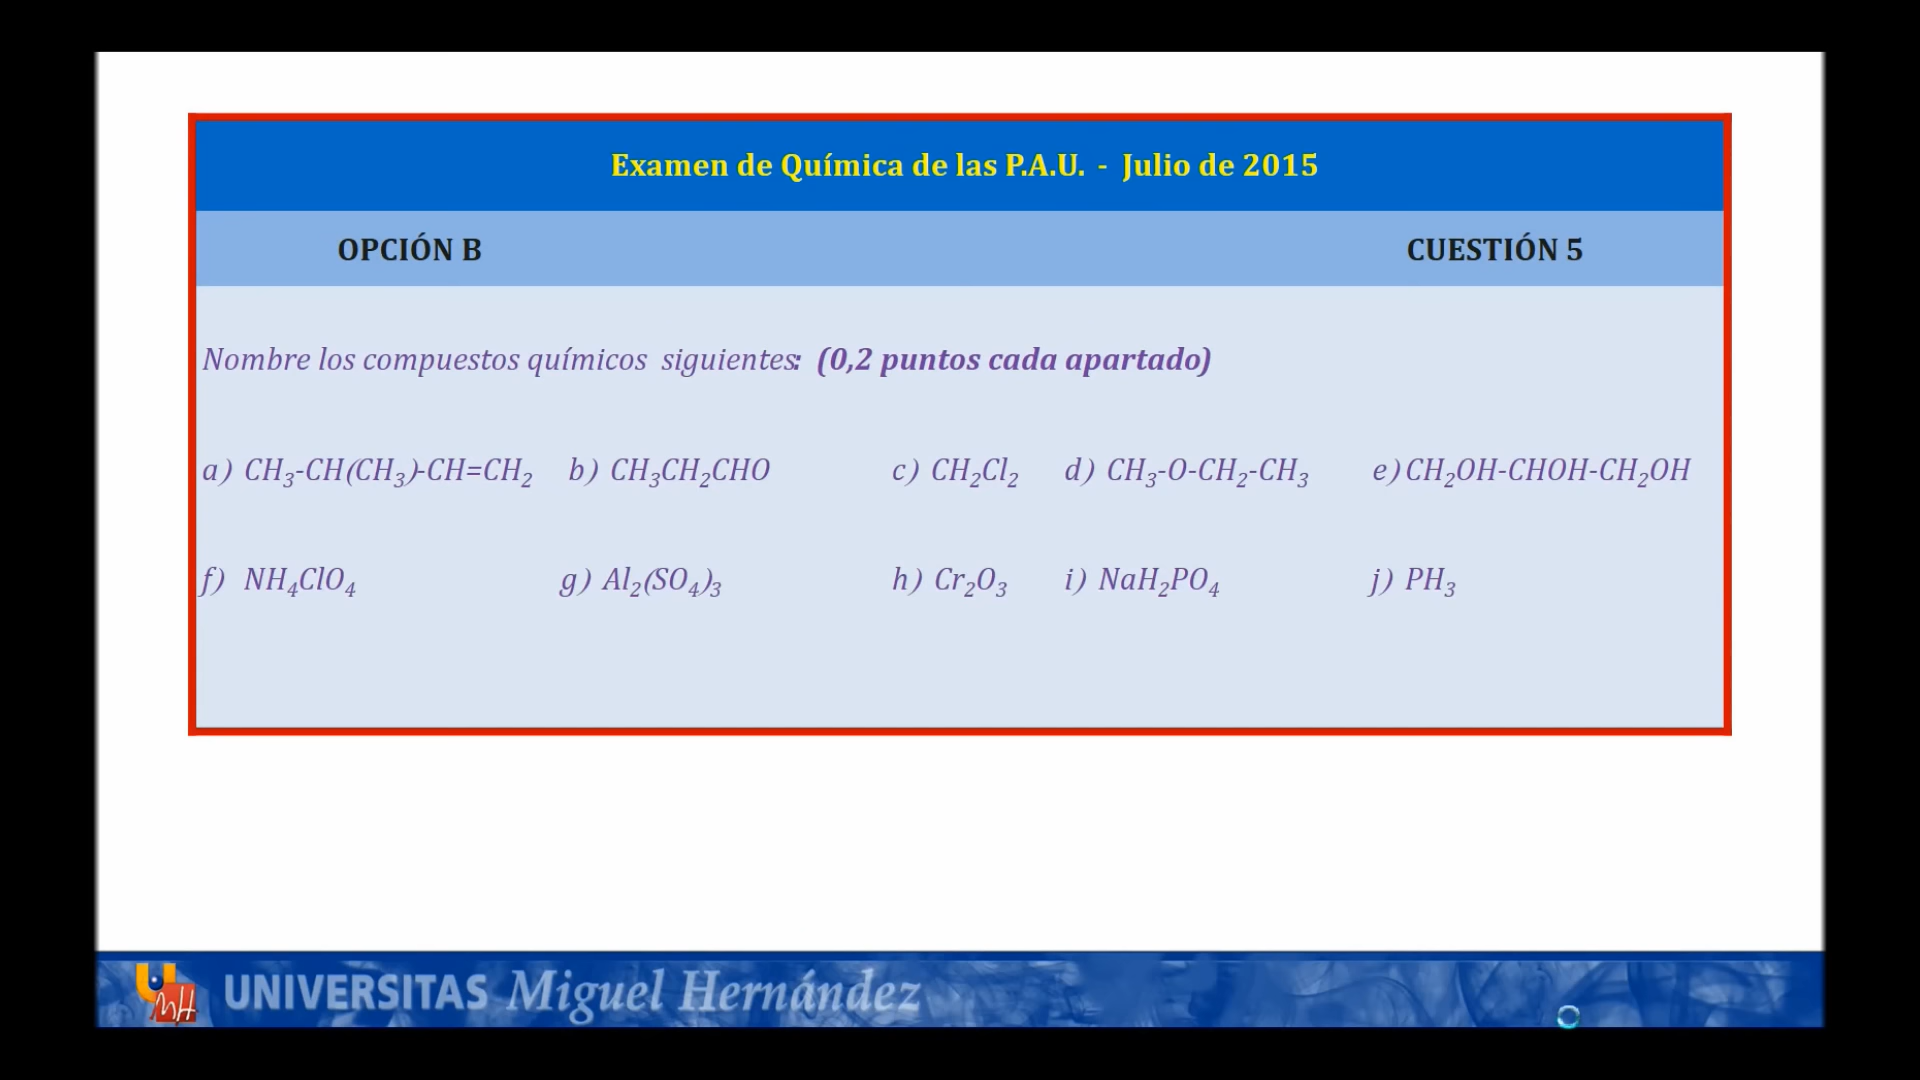 Examen de Química de las P.A.U. - Julio de 2015
OPCIÓN B CUESTIÓN 5
Nombre los compuestos químicos siguientes: (0,2 puntos cada apartado)
a) CH₃-CH(CH₃)-CH=CH₂ b) CH₃CH₂CHO c) CH₂Cl₂ d) CH₃-O-CH₂-CH₃ e) CH₂OH-CHOH-CH₂OH
f) NH₄ClO₄ g) Al₂(SO₄)₃ h) Cr₂O₃ i) NaH₂PO₄ j) PH₃
UMH UNIVERSITAS Miguel Hernández